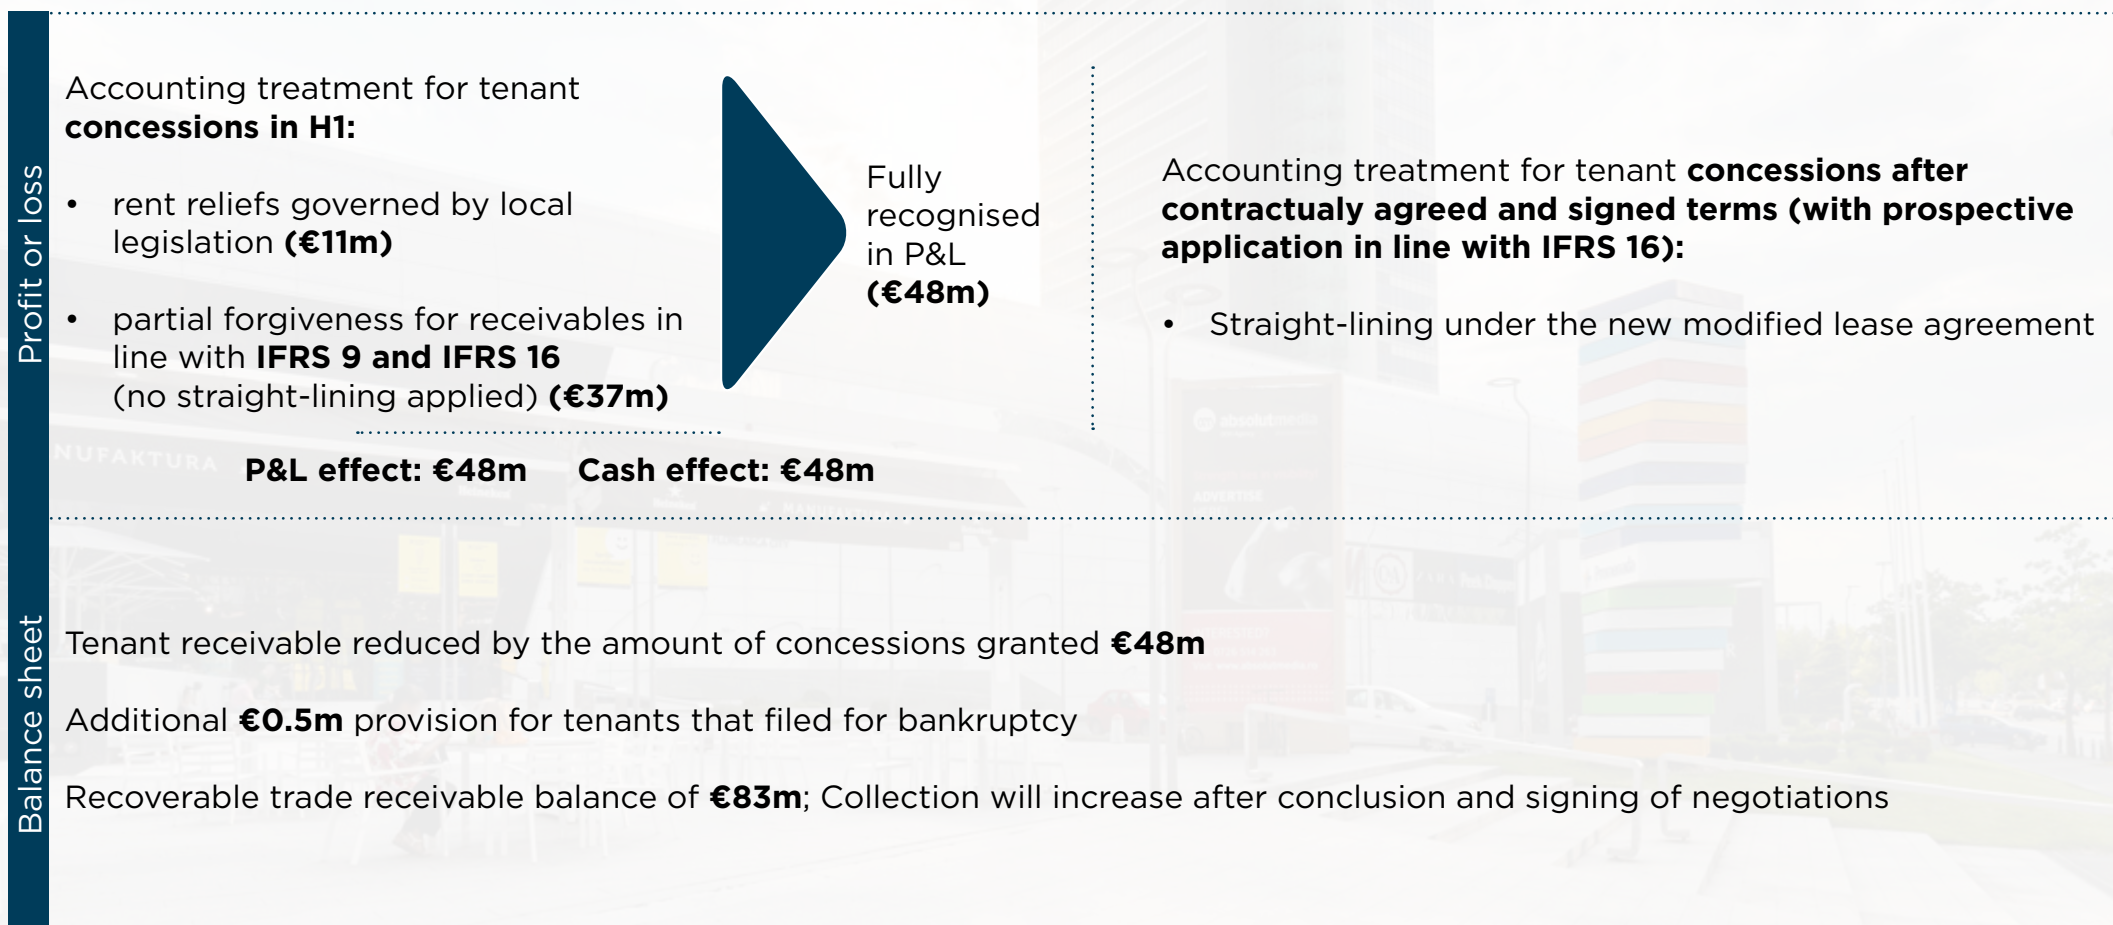 Profit or loss
Accounting treatment for tenant
concessions in H1:
• rent reliefs governed by local
legislation (€11m)
• partial forgiveness for receivables in
line with IFRS 9 and IFRS 16
(no straight-lining applied) (€37m)
Fully
recognised
in P&L
(€48m)
P&L effect: €48m Cash effect: €48m
Accounting treatment for tenant concessions after
contractualy agreed and signed terms (with prospective
application in line with IFRS 16):
• Straight-lining under the new modified lease agreement
Balance sheet
Tenant receivable reduced by the amount of concessions granted €48m
Additional €0.5m provision for tenants that filed for bankruptcy
Recoverable trade receivable balance of €83m; Collection will increase after conclusion and signing of negotiations
NUFAKTURA
absolutmedia
ADVERTISE
MANUFAKTURA